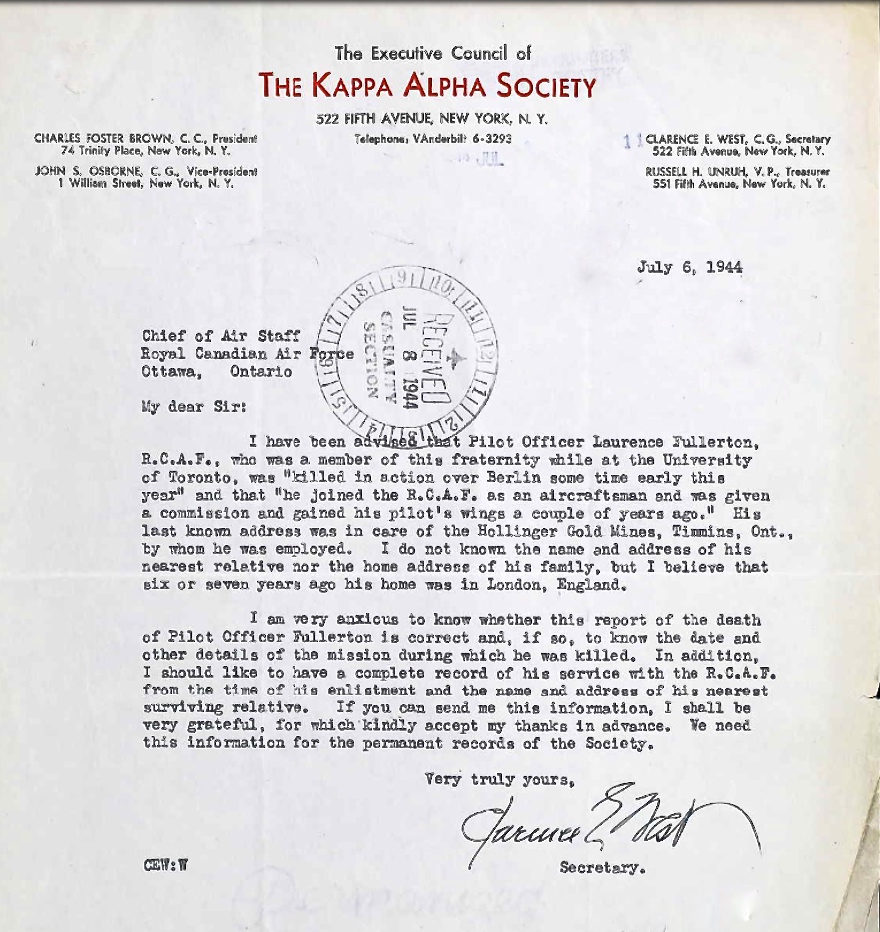 The Executive Council of
THE KAPPA ALPHA SOCIETY
522 FIFTH AVENUE, NEW YORK, N. Y.
Telephone: VAnderbilt 6-3293
CHARLES FOSTER BROWN, C. C., President
74 Trinity Place, New York, N. Y.
JOHN S. OSBORNE, C. G., Vice-President
1 William Street, New York, N. Y.
CLARENCE E. WEST, C. G., Secretary
522 Fifth Avenue, New York, N. Y.
RUSSELL H. UNRUH, V. P., Treasurer
551 Fifth Avenue, New York, N. Y.
11
JUL
July 6, 1944
RECEIVED
JUL 8 1944
CASUALTY
SECTION
9 10 11 12 1 2 3 4 5 6 7 8
Chief of Air Staff
Royal Canadian Air Force
Ottawa, Ontario
My dear Sir:
I have been advised that Pilot Officer Laurence Fullerton,
R.C.A.F., who was a member of this fraternity while at the University
of Toronto, was "killed in action over Berlin some time early this
year" and that "he joined the R.C.A.F. as an aircraftsman and was given
a commission and gained his pilot's wings a couple of years ago." His
last known address was in care of the Hollinger Gold Mines, Timmins, Ont.,
by whom he was employed. I do not known the name and address of his
nearest relative nor the home address of his family, but I believe that
six or seven years ago his home was in London, England.
I am very anxious to know whether this report of the death
of Pilot Officer Fullerton is correct and, if so, to know the date and
other details of the mission during which he was killed. In addition,
I should like to have a complete record of his service with the R.C.A.F.
from the time of his enlistment and the name and address of his nearest
surviving relative. If you can send me this information, I shall be
very grateful, for which kindly accept my thanks in advance. We need
this information for the permanent records of the Society.
Very truly yours,
Clarence E West
Secretary.
CEW:W